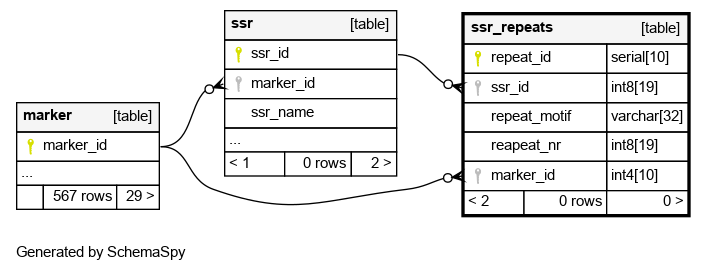 marker [table]
marker_id
...
567 rows 29 >
ssr [table]
ssr_id
marker_id
ssr_name
...
< 1 0 rows 2 >
ssr_repeats [table]
repeat_id serial[10]
ssr_id int8[19]
repeat_motif varchar[32]
reapeat_nr int8[19]
marker_id int4[10]
< 2 0 rows 0 >
Generated by SchemaSpy